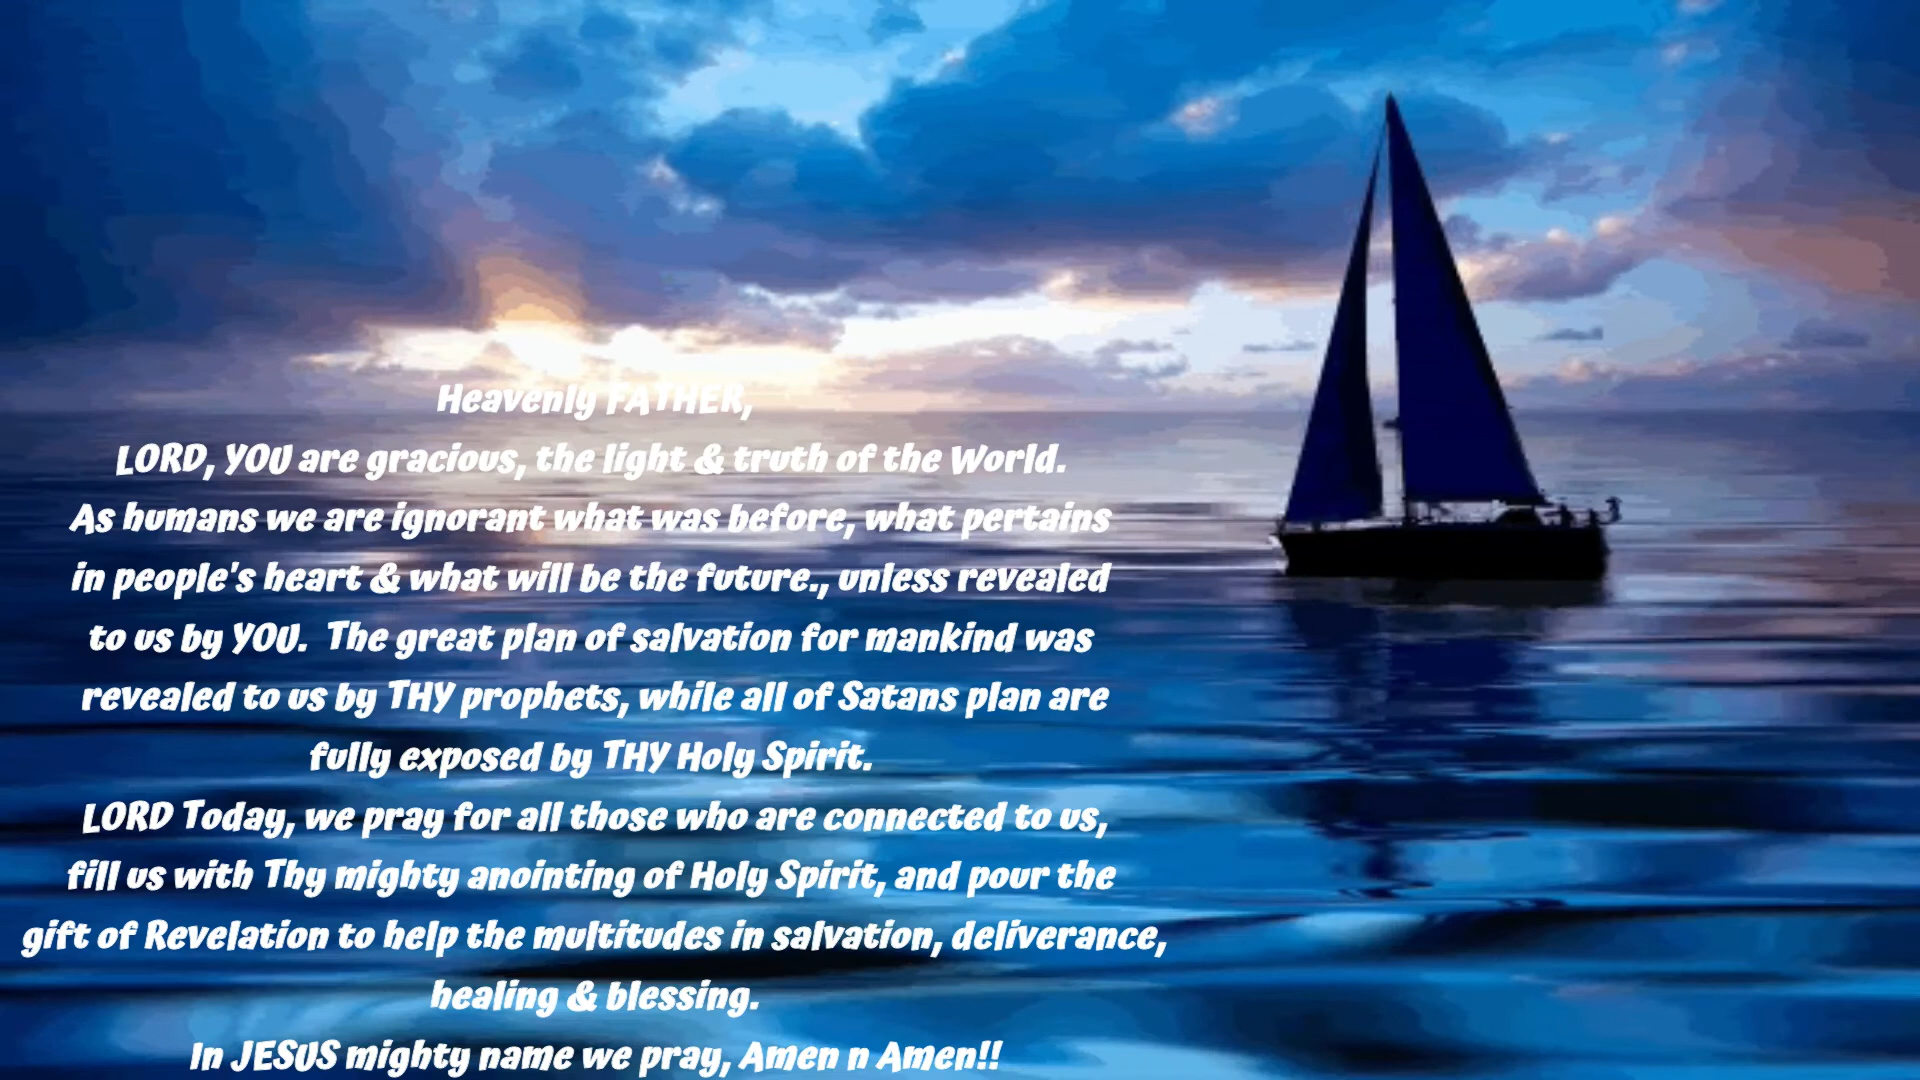 Heavenly FATHER,
LORD, YOU are gracious, the light & truth of the World.
As humans we are ignorant what was before, what pertains
in people's heart & what will be the future., unless revealed
to us by YOU.  The great plan of salvation for mankind was
revealed to us by THY prophets, while all of Satans plan are
fully exposed by THY Holy Spirit.
LORD Today, we pray for all those who are connected to us,
fill us with Thy mighty anointing of Holy Spirit, and pour the
gift of Revelation to help the multitudes in salvation, deliverance,
healing & blessing.
In JESUS mighty name we pray, Amen n Amen!!